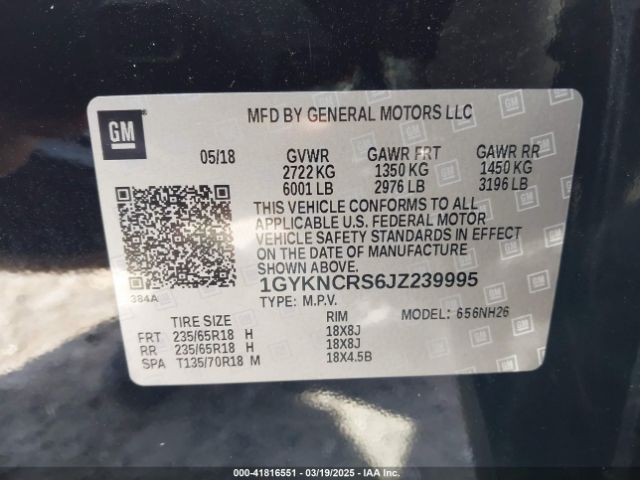 GM
MFD BY GENERAL MOTORS LLC
05/18 GVWR GAWR FRT GAWR RR
2722 KG 1350 KG 1450 KG
6001 LB 2976 LB 3196 LB
THIS VEHICLE CONFORMS TO ALL
APPLICABLE U.S. FEDERAL MOTOR
VEHICLE SAFETY STANDARDS IN EFFECT
ON THE DATE OF MANUFACTURE
384A
1GYKNCRS6JZ239995
TYPE: M.P.V. MODEL: 656NH26
TIRE SIZE RIM
FRT 235/65R18 H 18X8J
RR 235/65R18 H 18X8J
SPA T135/70R18 M 18X4.5B
000-41816551 | 03/19/2025 | IAA Inc.